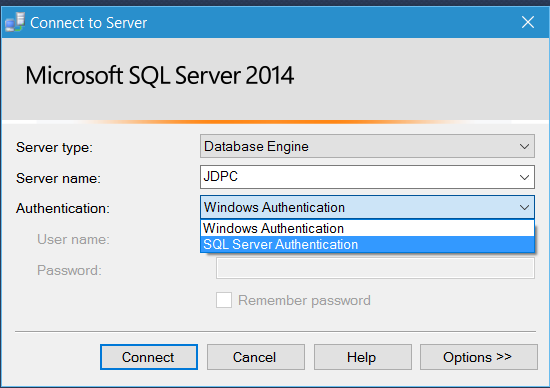 Connect to Server
Microsoft SQL Server 2014
Server type: Database Engine
Server name: JDPC
Authentication: Windows Authentication
Windows Authentication
User name: SQL Server Authentication
Password:
Remember password
Connect Cancel Help Options >>